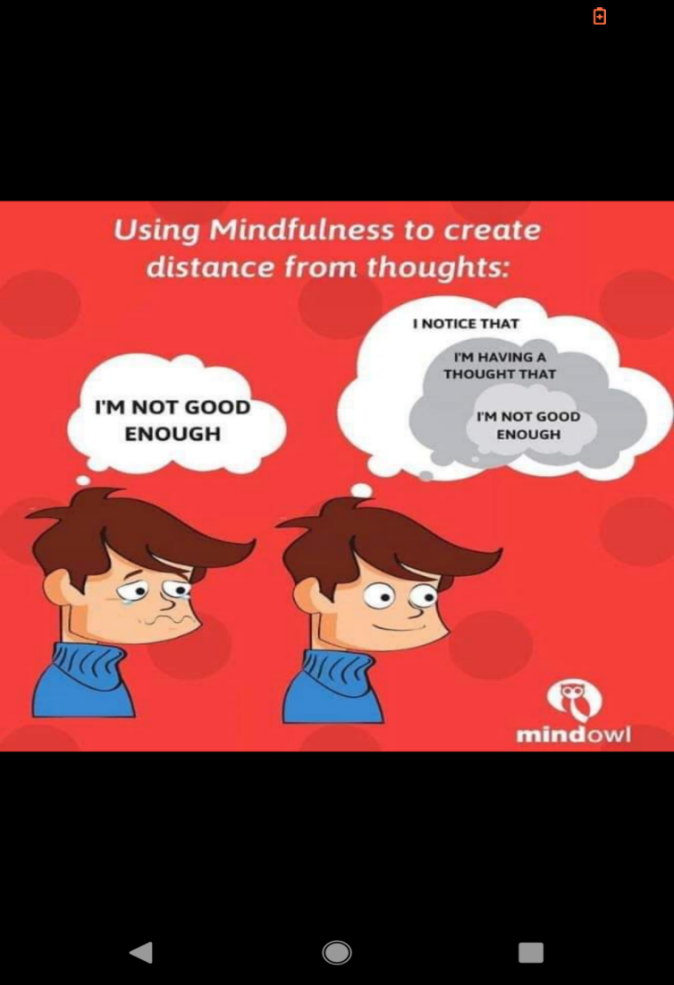 Using Mindfulness to create
distance from thoughts:
I'M NOT GOOD
ENOUGH
I NOTICE THAT
I'M HAVING A
THOUGHT THAT
I'M NOT GOOD
ENOUGH
mindowl